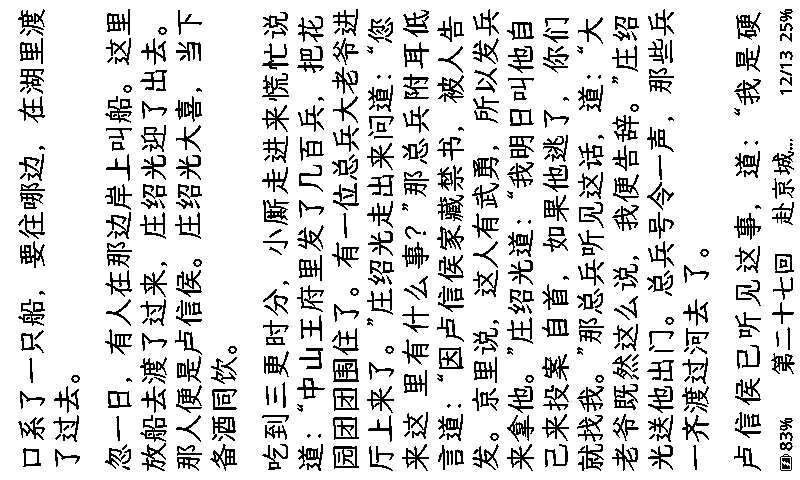 口系了一只船，要往哪边，在湖里渡
了过去。
忽一日，有人在那边岸上叫船。这里
放船去渡了过来，庄绍光迎了出去。
那人便是卢信侯。庄绍光大喜，当下
备酒同饮。
吃到三更时分，小厮走进来慌忙说
道：“中山王府里发了几百兵，把花
园团团围住了。有一位总兵大老爷进
厅上来了。”庄绍光走出来问道：“您
来这 里有什么事？”那总兵附耳低
言道：“因卢信侯家藏禁书，被人告
发。京里说，这人有武勇，所以发兵
来拿他。”庄绍光道：“我明日叫他自
己来投案 自首，如果他逃了，你们
就找我。”那总兵听见这话，道：“大
老爷既然这么说，我便告辞。”庄绍
光送他出门。总兵号令一声，那些兵
一齐渡过河去 了。
卢信侯已听见这事，道：“我是硬
83% 第二十七回 赴京城,... 12/13 25%